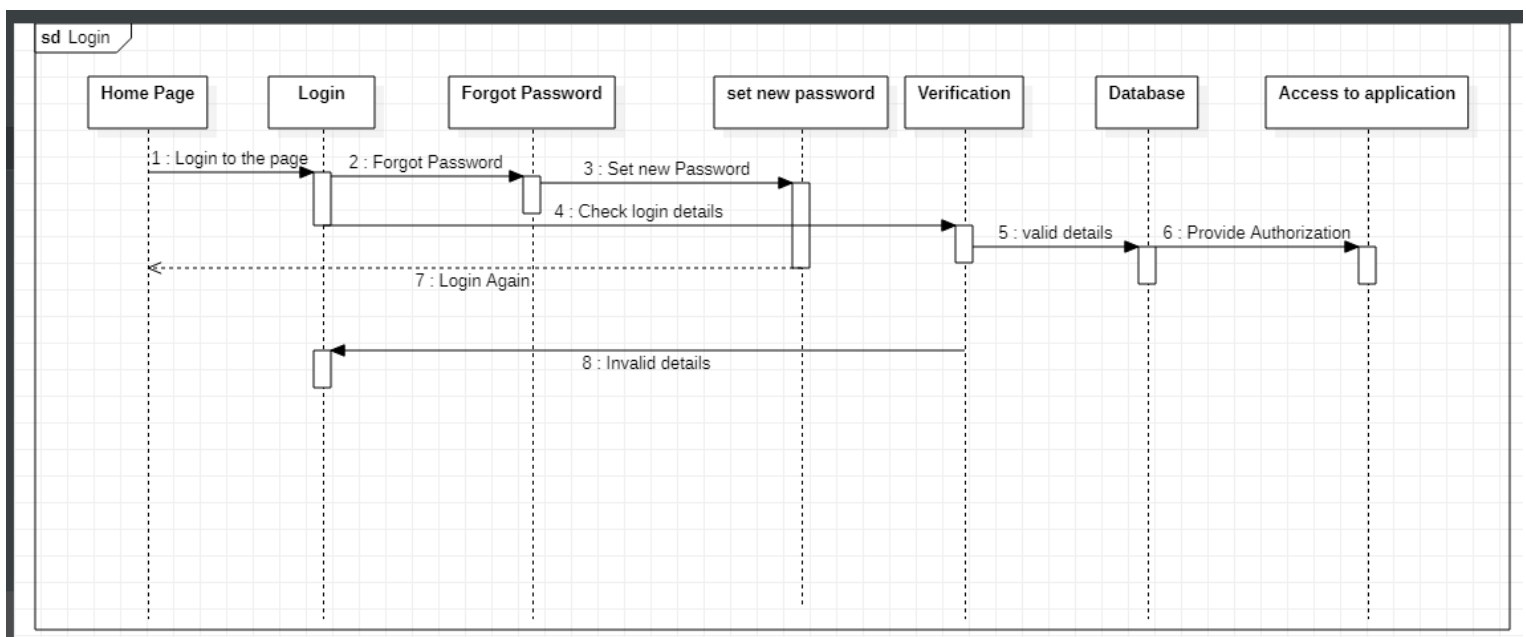 sd Login
Home Page
Login
Forgot Password
set new password
Verification
Database
Access to application
1 : Login to the page
2 : Forgot Password
3 : Set new Password
4 : Check login details
5 : valid details
6 : Provide Authorization
7 : Login Again
8 : Invalid details